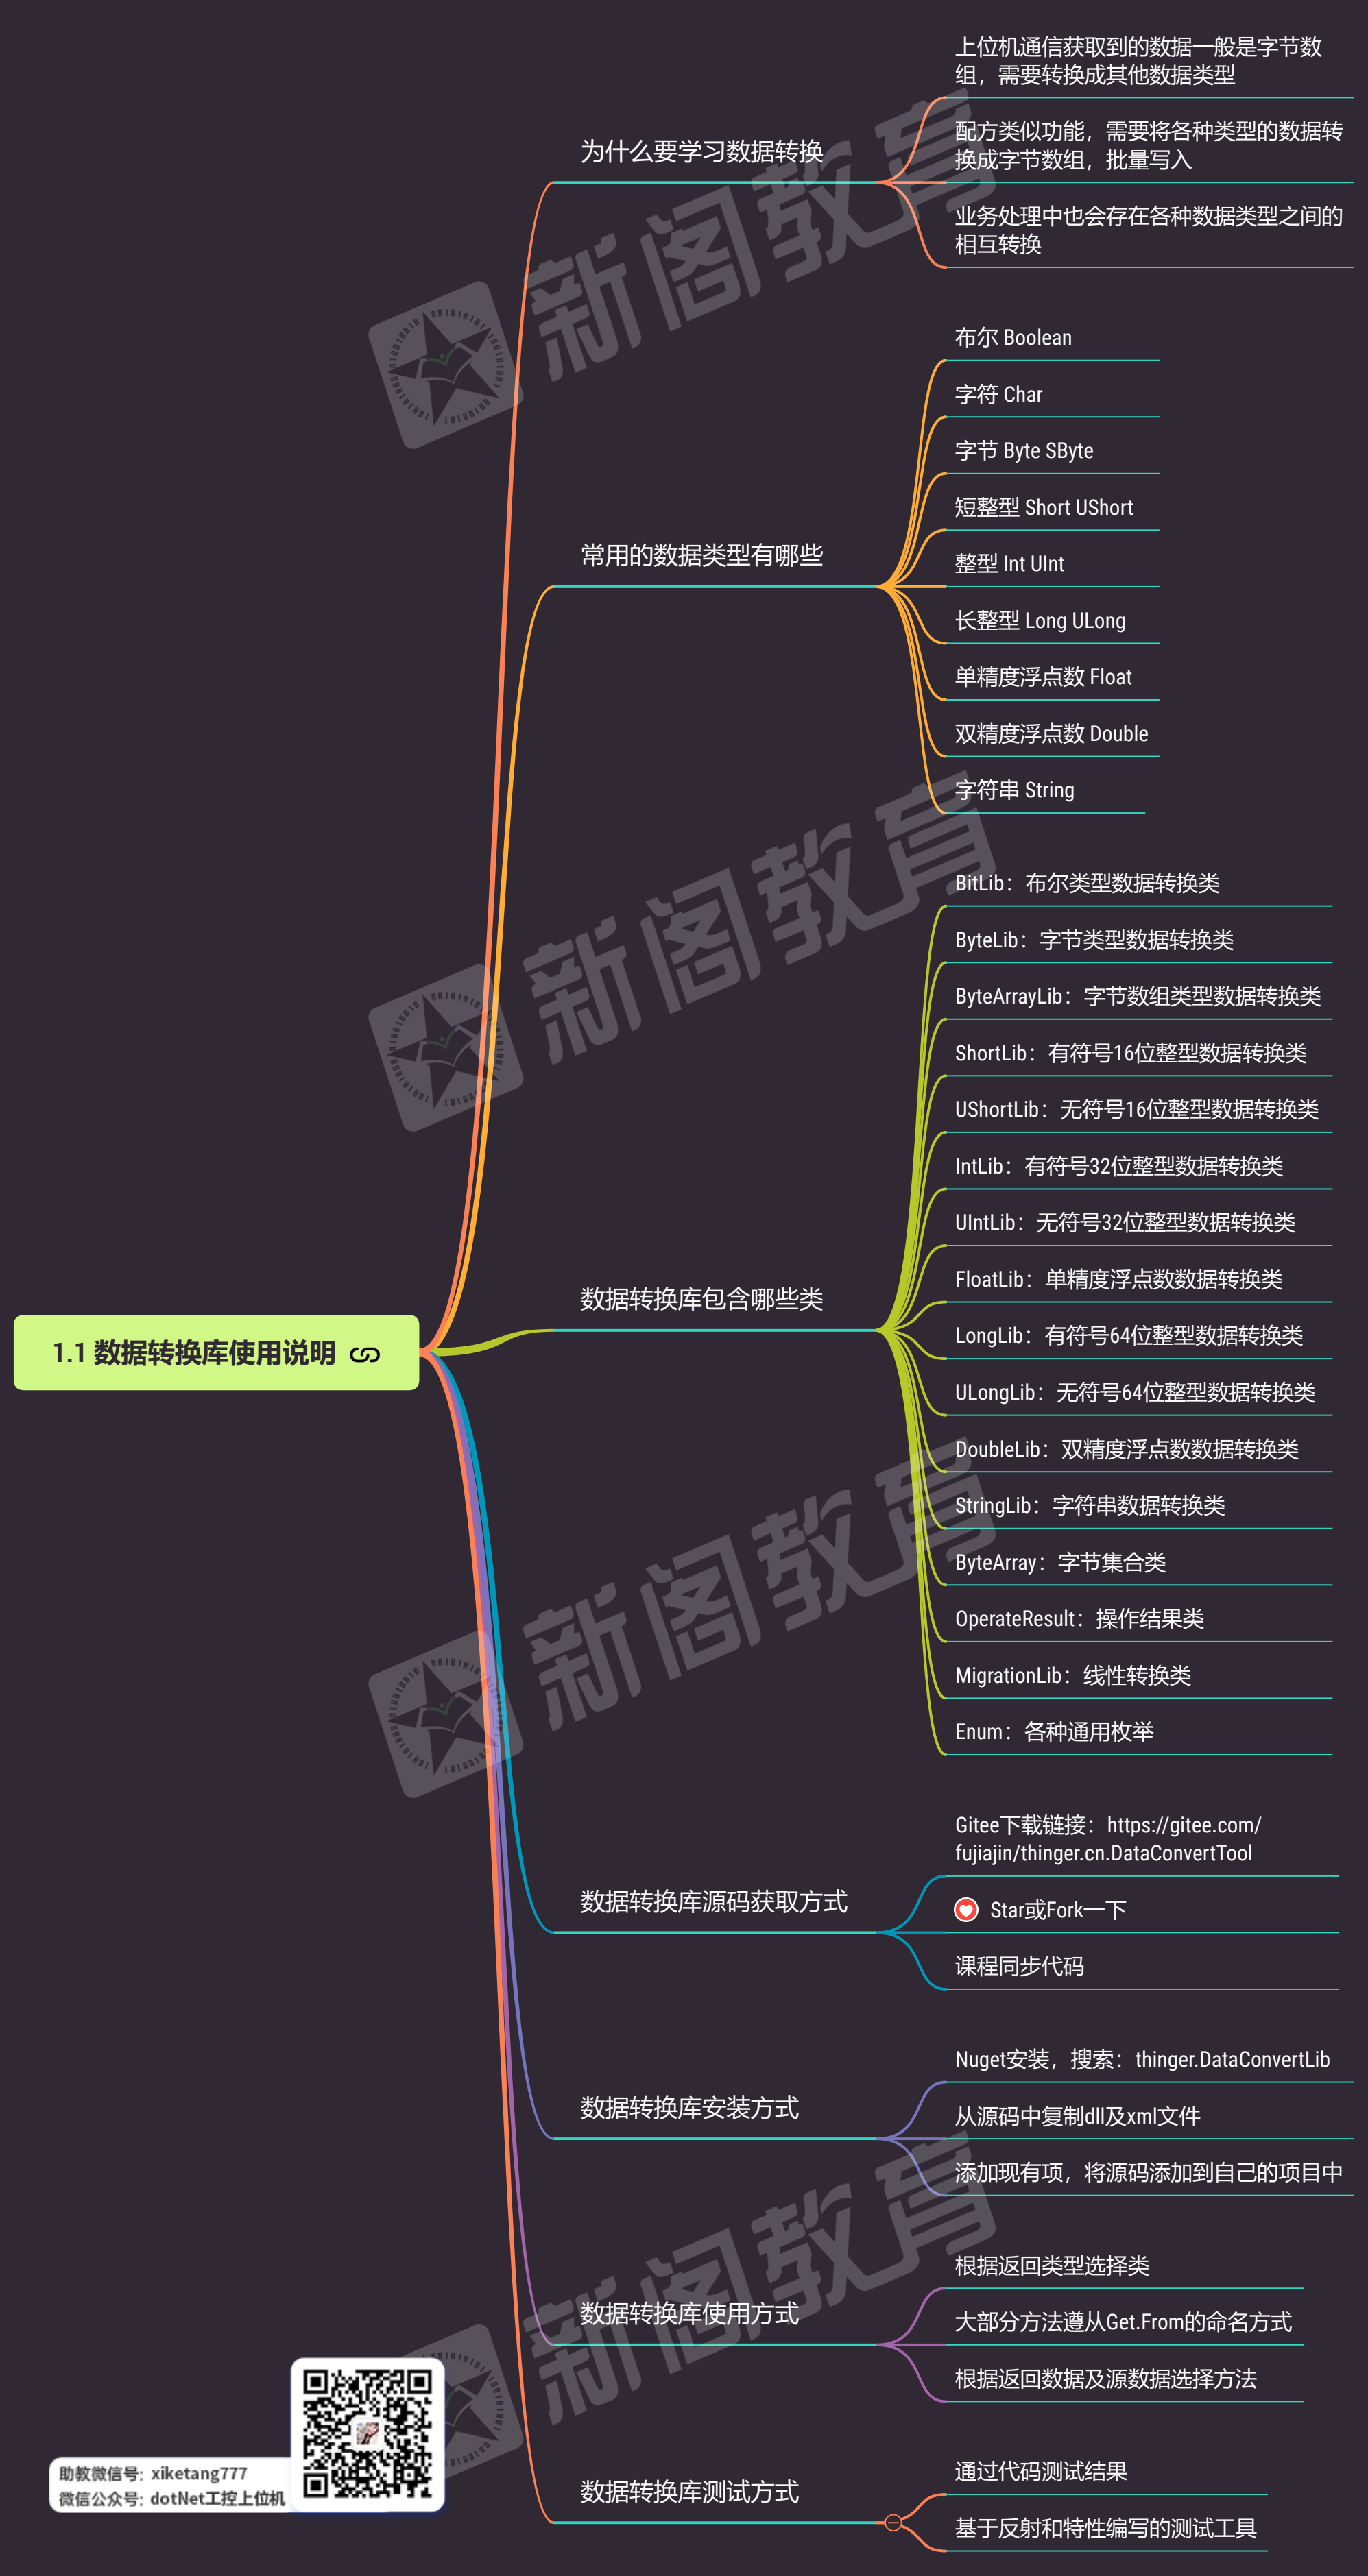 上位机通信获取到的数据一般是字节数
组，需要转换成其他数据类型
为什么要学习数据转换
配方类似功能，需要将各种类型的数据转
换成字节数组，批量写入
业务处理中也会存在各种数据类型之间的
相互转换
新阁教育
布尔 Boolean
字符 Char
字节 Byte SByte
短整型 Short UShort
常用的数据类型有哪些
整型 Int UInt
长整型 Long ULong
单精度浮点数 Float
双精度浮点数 Double
字符串 String
新阁教育
BitLib：布尔类型数据转换类
ByteLib：字节类型数据转换类
ByteArrayLib：字节数组类型数据转换类
ShortLib：有符号16位整型数据转换类
UShortLib：无符号16位整型数据转换类
IntLib：有符号32位整型数据转换类
UIntLib：无符号32位整型数据转换类
数据转换库包含哪些类
FloatLib：单精度浮点数数据转换类
1.1 数据转换库使用说明
LongLib：有符号64位整型数据转换类
ULongLib：无符号64位整型数据转换类
DoubleLib：双精度浮点数数据转换类
StringLib：字符串数据转换类
ByteArray：字节集合类
OperateResult：操作结果类
MigrationLib：线性转换类
Enum：各种通用枚举
新阁教育
Gitee下载链接：https://gitee.com/
fujiajin/thinger.cn.DataConvertTool
数据转换库源码获取方式
Star或Fork一下
课程同步代码
Nuget安装，搜索：thinger.DataConvertLib
数据转换库安装方式
从源码中复制dll及xml文件
添加现有项，将源码添加到自己的项目中
新阁教育
根据返回类型选择类
数据转换库使用方式
大部分方法遵从Get.From的命名方式
根据返回数据及源数据选择方法
通过代码测试结果
数据转换库测试方式
基于反射和特性编写的测试工具
助教微信号: xiketang777
微信公众号: dotNet工控上位机